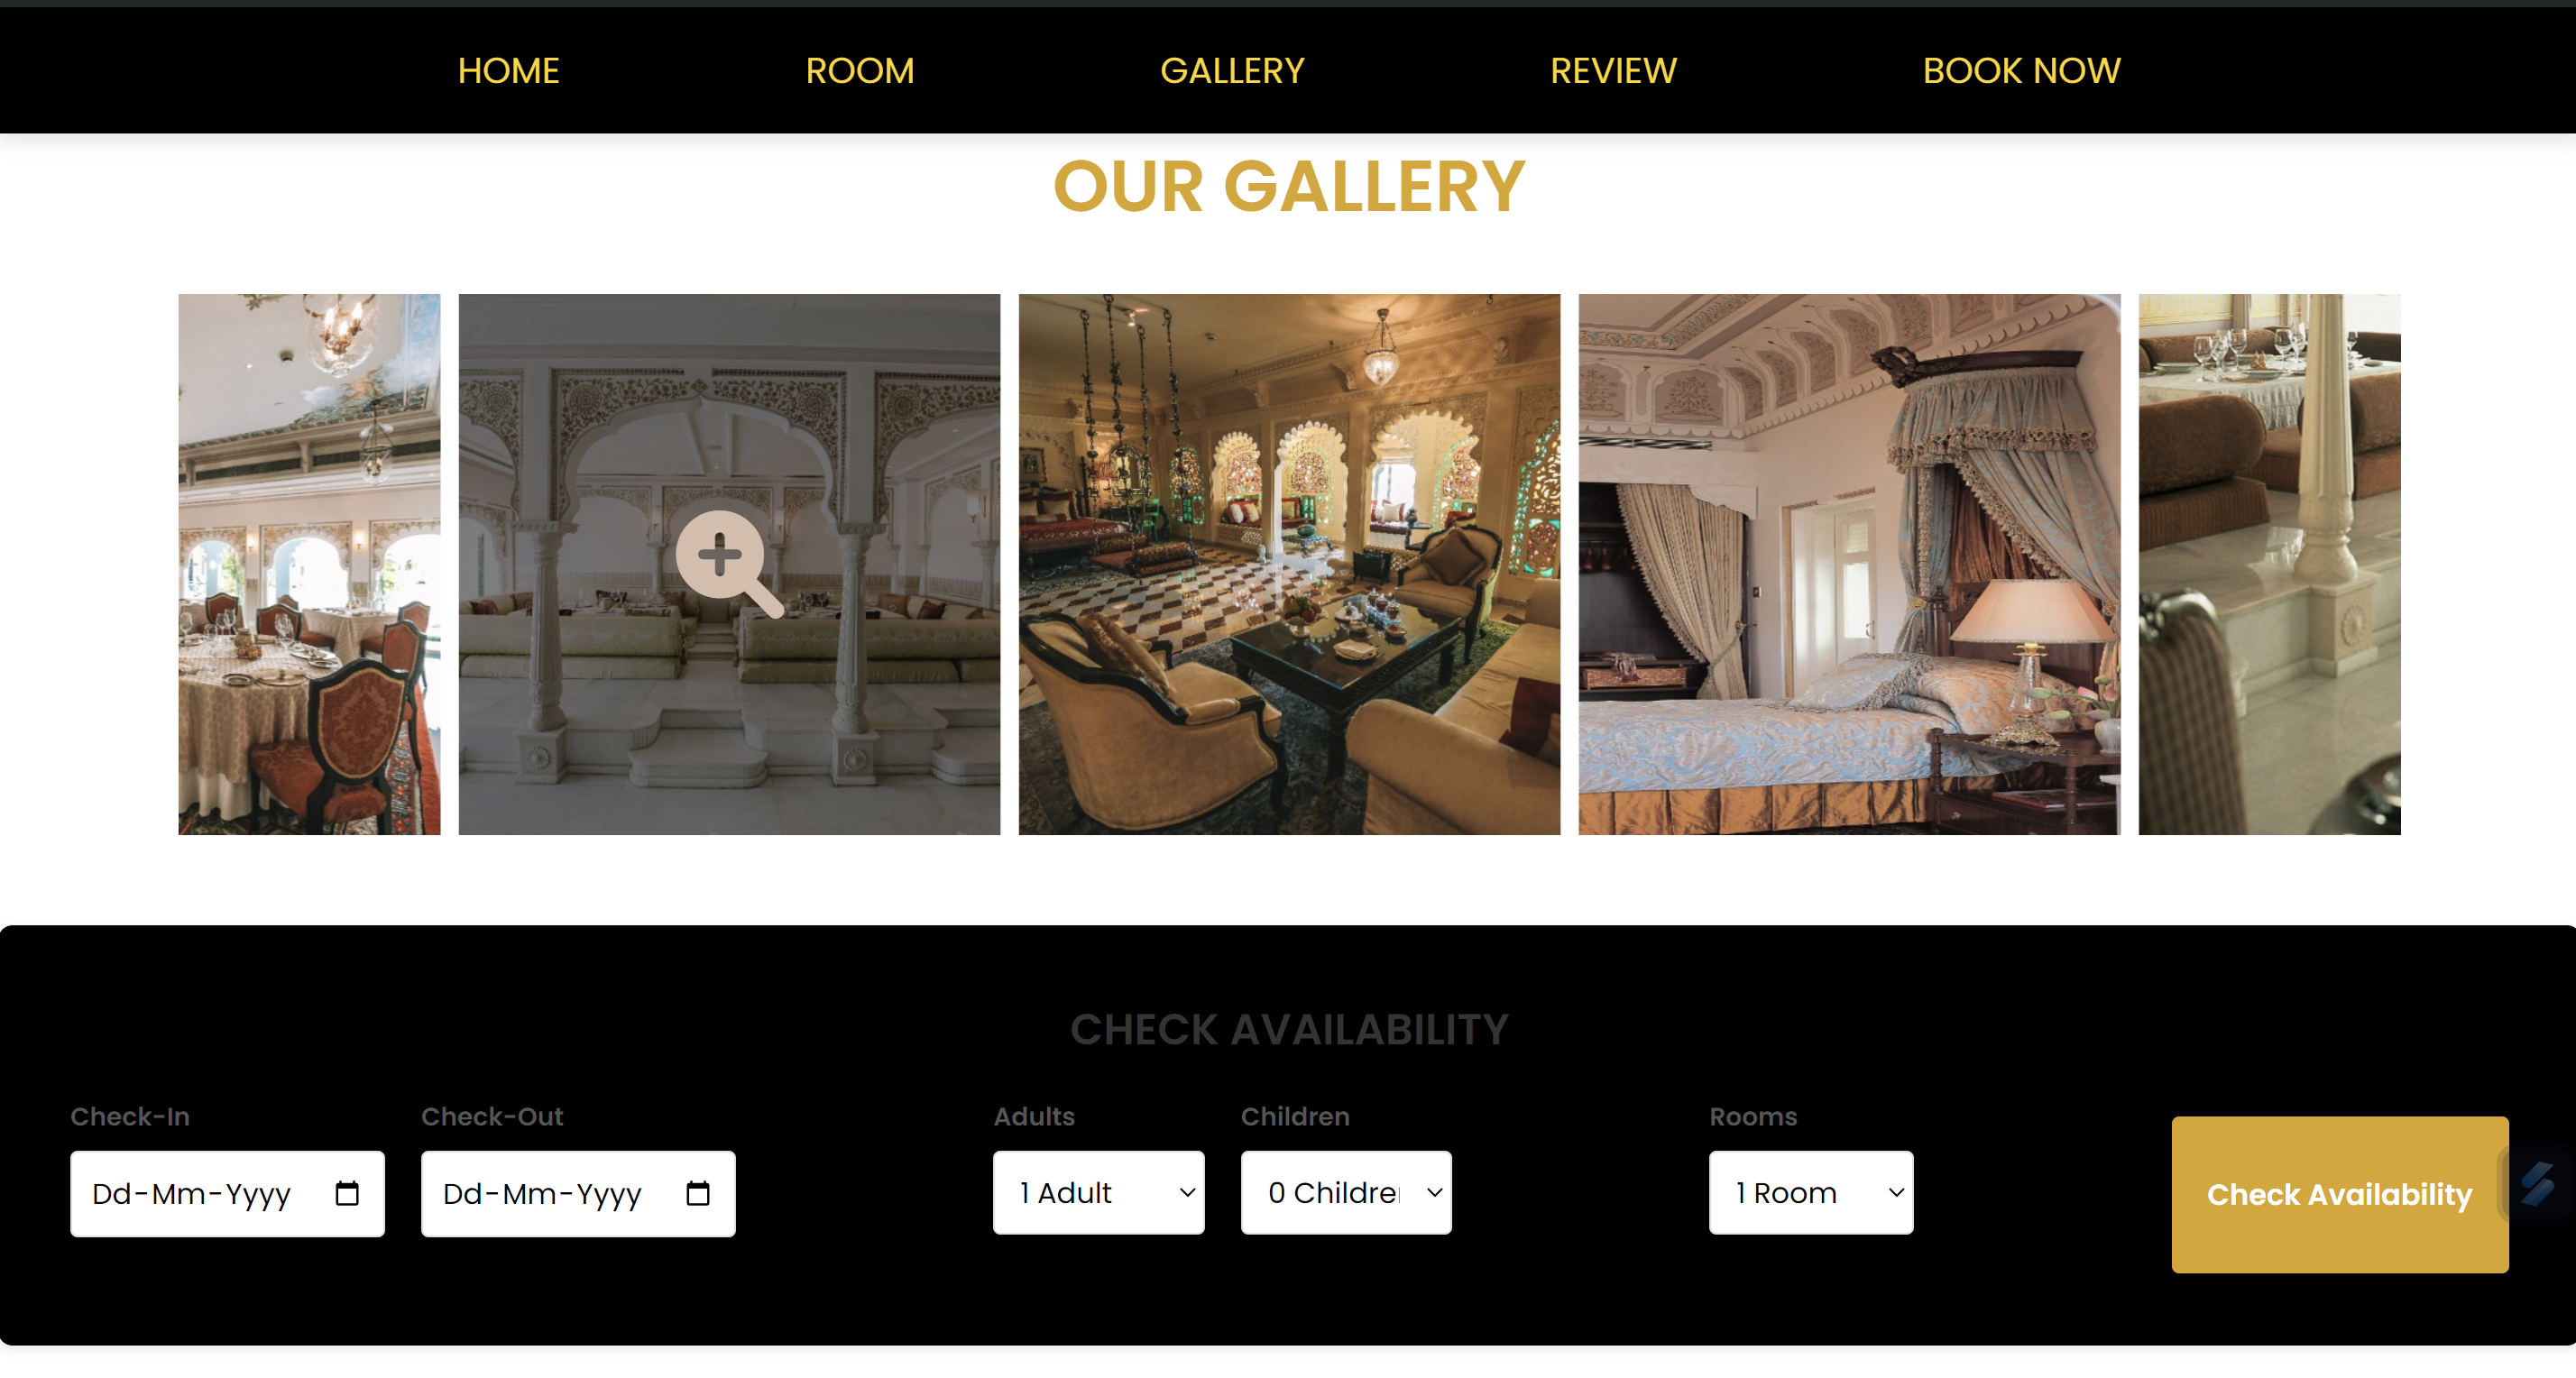 HOME ROOM GALLERY REVIEW BOOK NOW
OUR GALLERY
CHECK AVAILABILITY
Check-In Check-Out Adults Children Rooms
Dd-Mm-Yyyy Dd-Mm-Yyyy 1 Adult 0 Childre 1 Room Check Availability